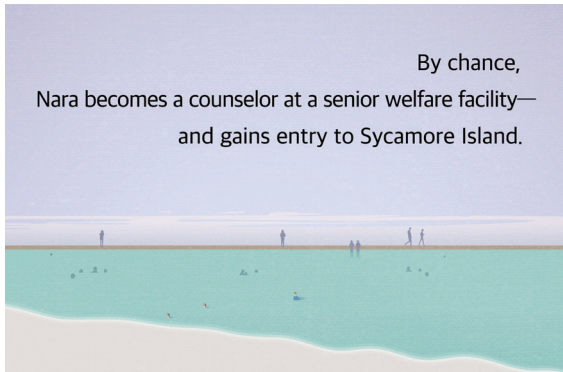 By chance,
Nara becomes a counselor at a senior welfare facility—
and gains entry to Sycamore Island.